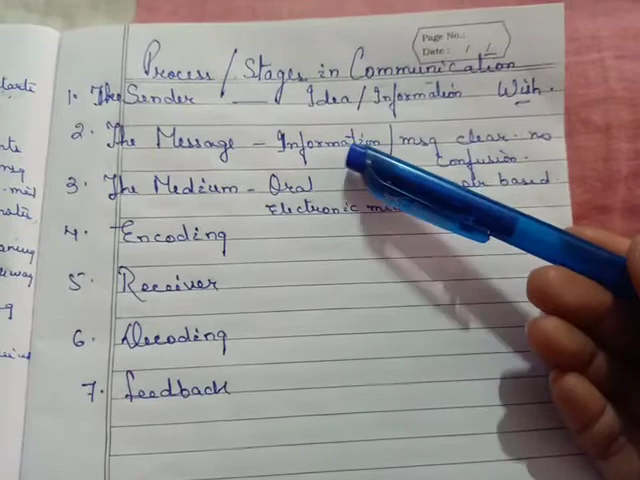 Page No.:
Date: / /
Process/Stages in Communication
1. The Sender — Idea/Information With.
2. The Message - Information/msg clear. no
confusion.
3. The Medium - Oral based
Electronic
4. Encoding
5. Receiver
6. Decoding
7. feedback